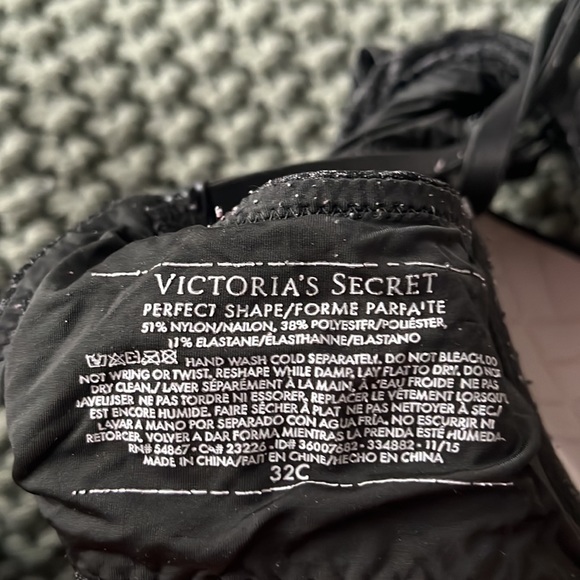 VICTORIA'S SECRET
PERFECT SHAPE/FORME PARFAITE
51% NYLON/NAILON, 38% POLYESTER/POLIÉSTER,
11% ELASTANE/ÉLASTHANNE/ELASTANO
HAND WASH COLD SEPARATELY. DO NOT BLEACH. DO
NOT WRING OR TWIST. RESHAPE WHILE DAMP. LAY FLAT TO DRY. DO NOT
DRY CLEAN./ LAVER SÉPARÉMENT À LA MAIN, À L'EAU FROIDE NE PAS
JAVELISER NE PAS TORDRE NI ESSORER. REPLACER LE VÊTEMENT LORSQU'
EST ENCORE HUMIDE. FAIRE SÉCHER À PLAT NE PAS NETTOYER À SEC./
LAVAR A MANO POR SEPARADO CON AGUA FRÍA. NO ESCURRIR NI
RETORCER. VOLVER A DAR FORMA MIENTRAS LA PRENDA ESTÉ HÚMEDA.
RN# 54867 • CA# 23226 • ID# 36007682 • 334882 • 11/15
MADE IN CHINA/FAIT EN CHINE/HECHO EN CHINA
32C